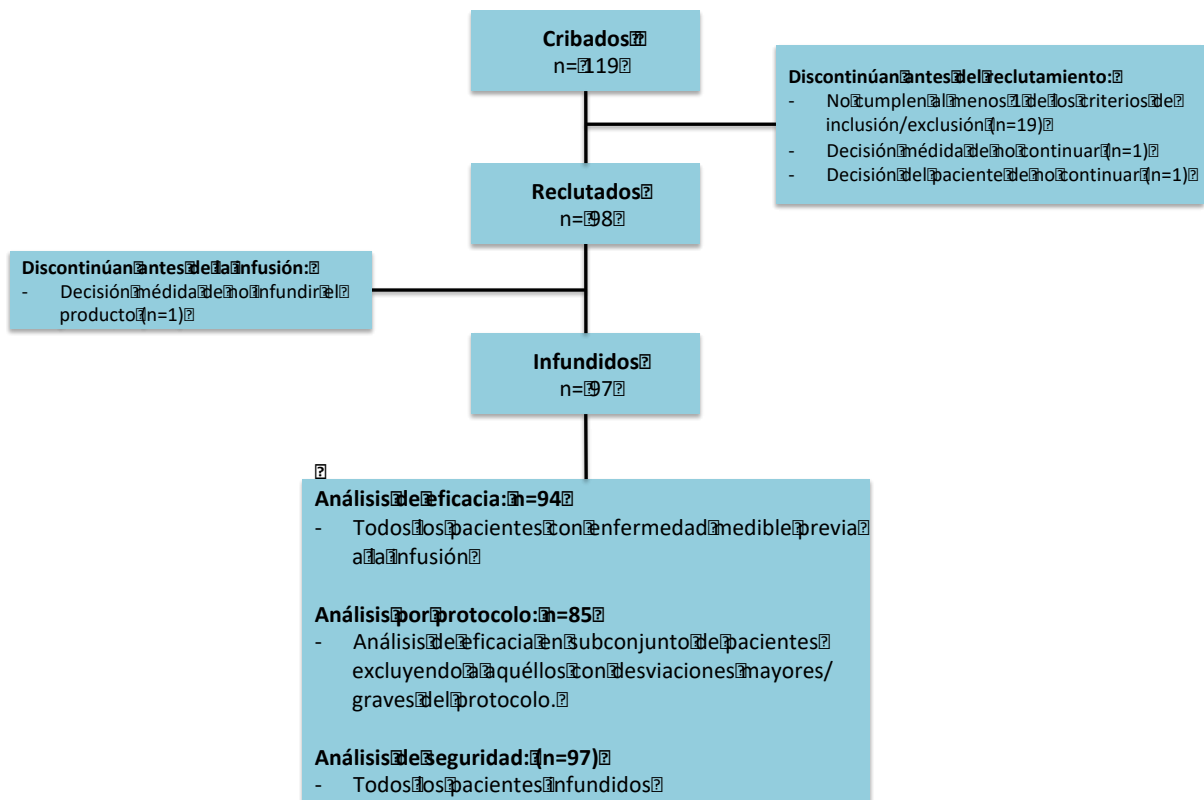 Cribados
n= 119
Discontinúan antes del reclutamiento:
- No cumplen al menos 1 de los criterios de
inclusión/exclusión (n=19)
- Decisión médida de no continuar (n=1)
- Decisión del paciente de no continuar (n=1)
Reclutados
n= 98
Discontinúan antes de la infusión:
- Decisión médida de no infundir el
producto (n=1)
Infundidos
n= 97
Análisis de eficacia: n=94
- Todos los pacientes con enfermedad medible previa
a la infusión
Análisis por protocolo: n=85
- Análisis de eficacia en subconjunto de pacientes
excluyendo a aquéllos con desviaciones mayores/
graves del protocolo.
Análisis de seguridad: (n=97)
- Todos los pacientes infundidos